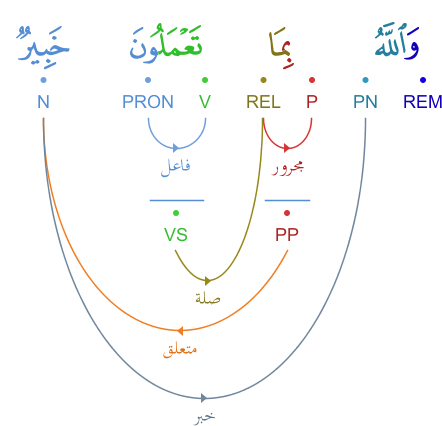 وَٱللَّهُ بِمَا تَعْمَلُونَ خَبِيرٌ
REM PN P REL V PRON N
مجرور فاعل
PP VS
صلة
متعلق
خبر